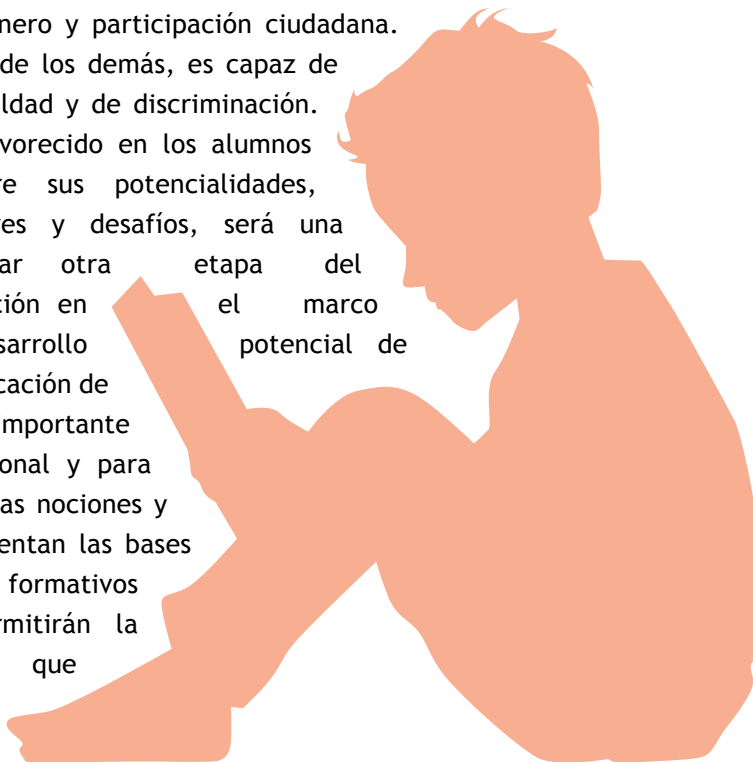 nero y participación ciudadana.
de los demás, es capaz de
ldad y de discriminación.
vorecido en los alumnos
re sus potencialidades,
es y desafíos, será una
ar otra etapa del
ción en el marco
sarrollo potencial de
cación de
mportante
onal y para
as nociones y
entan las bases
formativos
rmitirán la
que